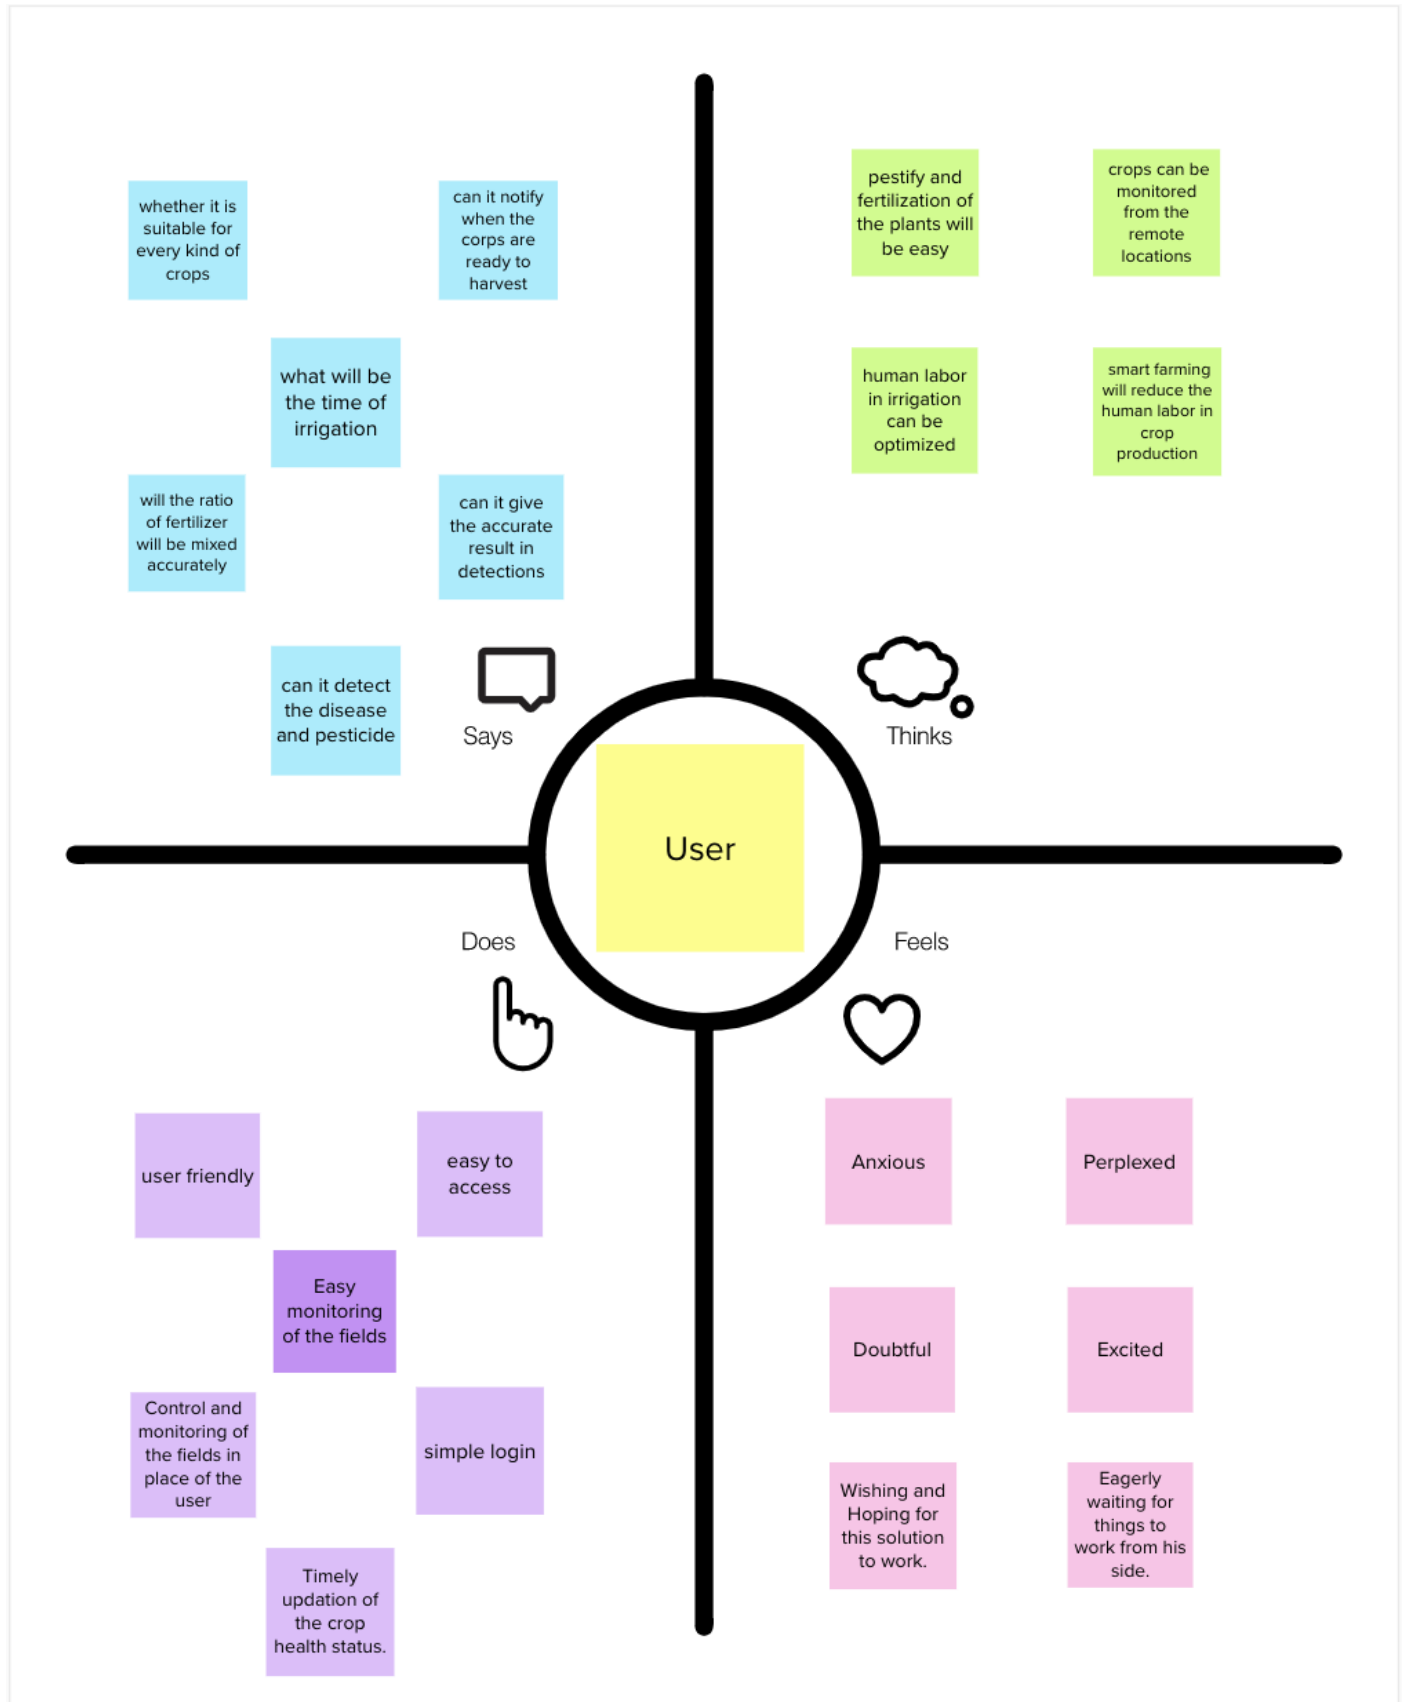 whether it is
suitable for
every kind of
crops
can it notify
when the
corps are
ready to
harvest
what will be
the time of
irrigation
will the ratio
of fertilizer
will be mixed
accurately
can it give
the accurate
result in
detections
can it detect
the disease
and pesticide
Says
pestify and
fertilization of
the plants will
be easy
crops can be
monitored
from the
remote
locations
human labor
in irrigation
can be
optimized
smart farming
will reduce the
human labor in
crop
production
Thinks
User
Does
user friendly
easy to
access
Easy
monitoring
of the fields
Control and
monitoring of
the fields in
place of the
user
simple login
Timely
updation of
the crop
health status.
Feels
Anxious
Perplexed
Doubtful
Excited
Wishing and
Hoping for
this solution
to work.
Eagerly
waiting for
things to
work from his
side.